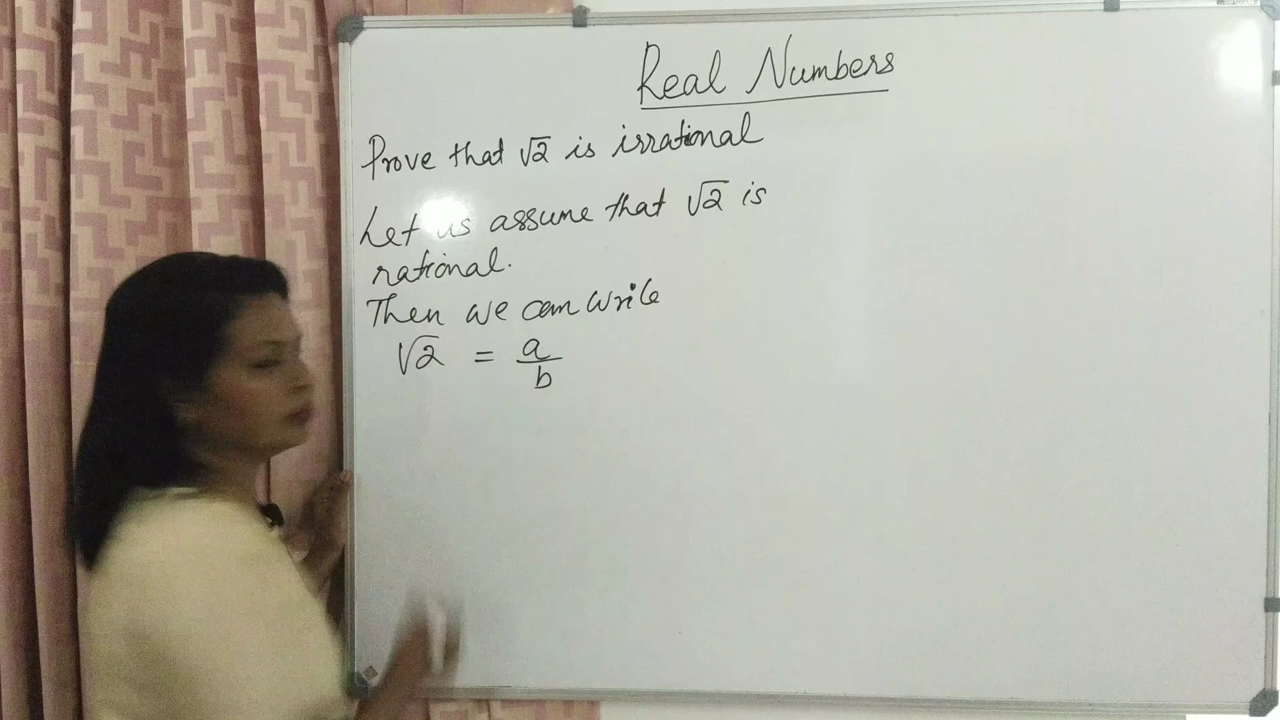 Real Numbers
Prove that √2 is irrational
Let us assume that √2 is
rational.
Then we can write
√2 = a/b